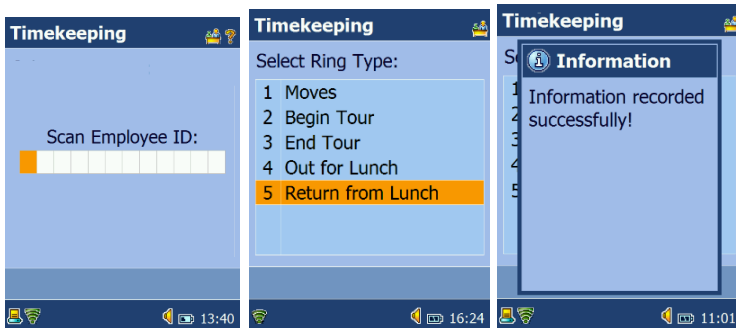 Timekeeping
Scan Employee ID:
13:40
Timekeeping
Select Ring Type:
1 Moves
2 Begin Tour
3 End Tour
4 Out for Lunch
5 Return from Lunch
16:24
Timekeeping
Information
Information recorded
successfully!
11:01